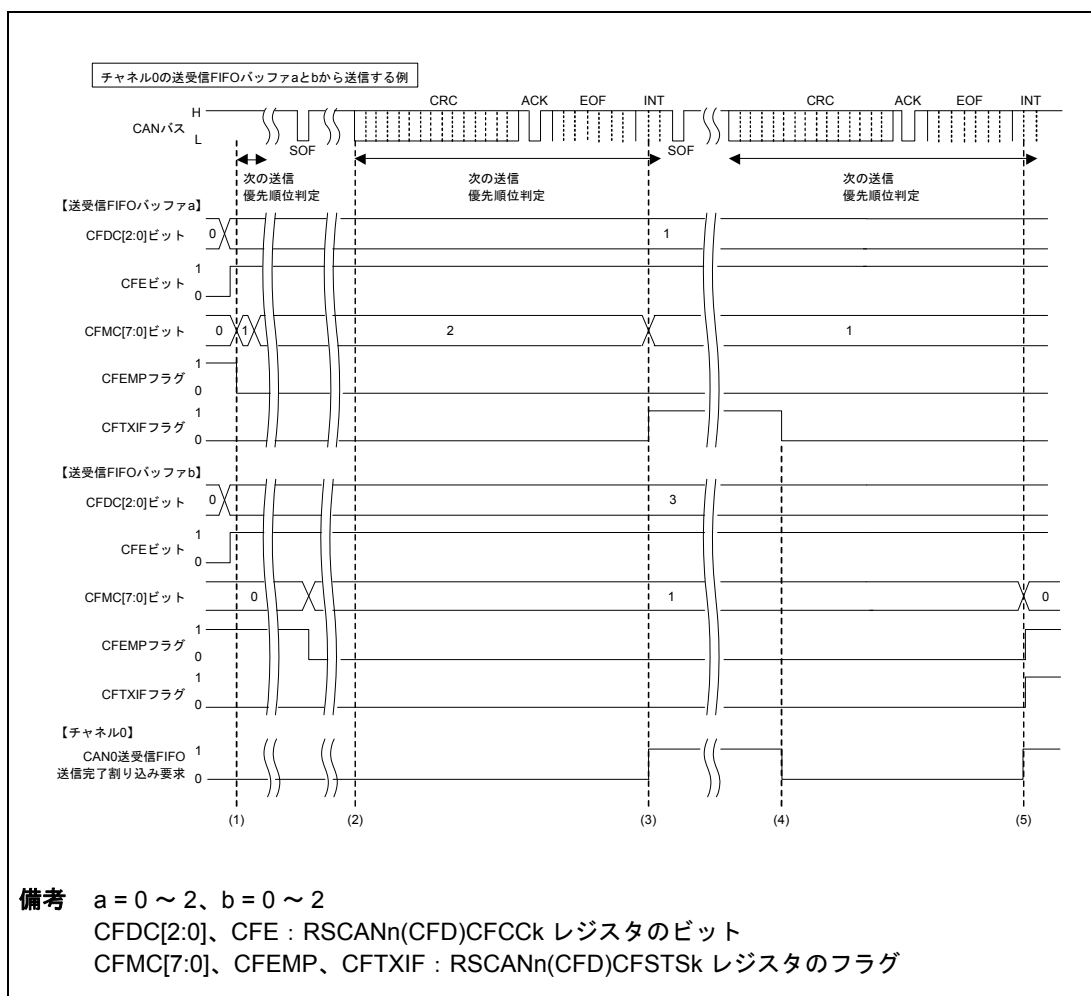 チャネル0の送受信FIFOバッファaとbから送信する例
CRC ACK EOF INT CRC ACK EOF INT
H
CANバス
L
SOF SOF
次の送信
優先順位判定
次の送信
優先順位判定
次の送信
優先順位判定
【送受信FIFOバッファa】
CFDC[2:0]ビット 0 1
1
CFEビット
0
CFMC[7:0]ビット 0 1 2 1
1
CFEMPフラグ
0
1
CFTXIFフラグ
0
【送受信FIFOバッファb】
CFDC[2:0]ビット 0 3
1
CFEビット
0
CFMC[7:0]ビット 0 1 0
1
CFEMPフラグ
0
1
CFTXIFフラグ
0
【チャネル0】
CAN0送受信FIFO 1
送信完了割り込み要求 0
(1) (2) (3) (4) (5)
備考 a = 0 ~ 2、b = 0 ~ 2
CFDC[2:0]、CFE : RSCANn(CFD)CFCCk レジスタのビット
CFMC[7:0]、CFEMP、CFTXIF : RSCANn(CFD)CFSTSk レジスタのフラグ